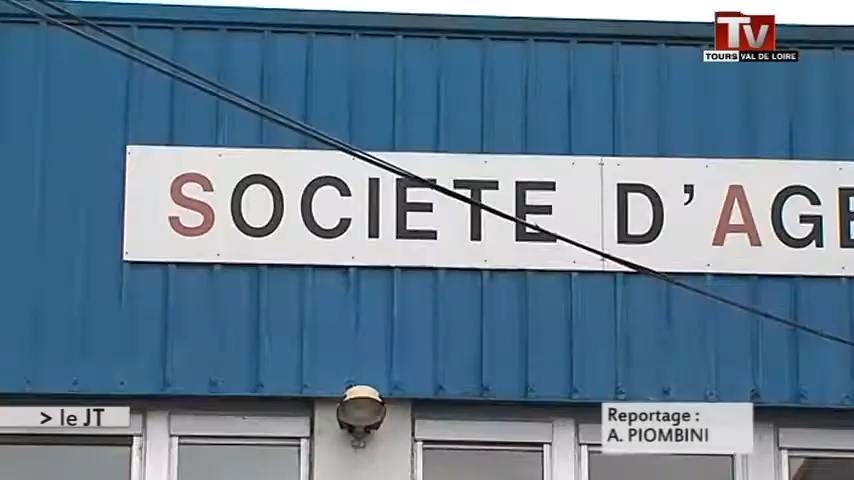 TV
TOURS VAL DE LOIRE
SOCIETE D'AGE
> le JT
Reportage :
A. PIOMBINI